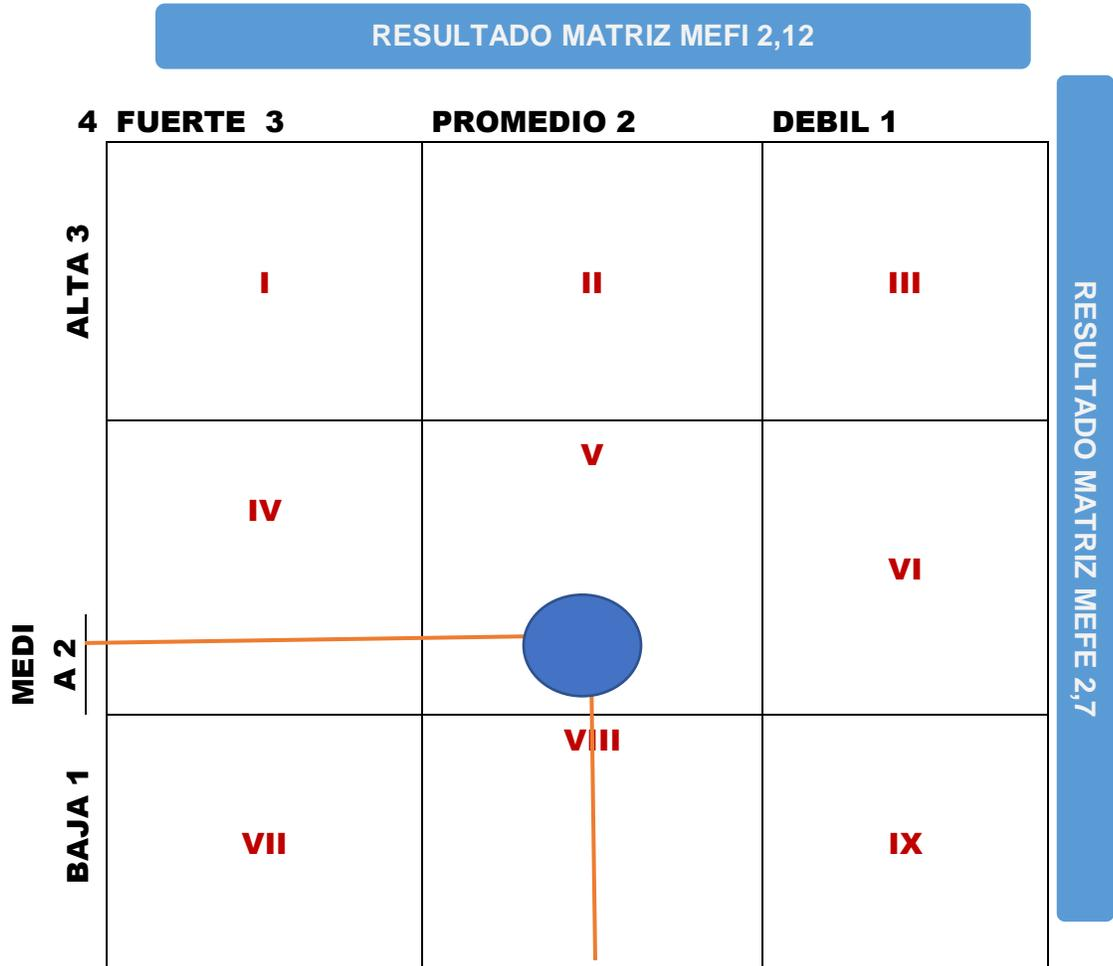 RESULTADO MATRIZ MEFI 2,12
4 FUERTE 3 PROMEDIO 2 DEBIL 1
ALTA 3
I
II
III
MEDI
A 2
IV
V
VI
BAJA 1
VII
VIII
IX
RESULTADO MATRIZ MEFE 2,7